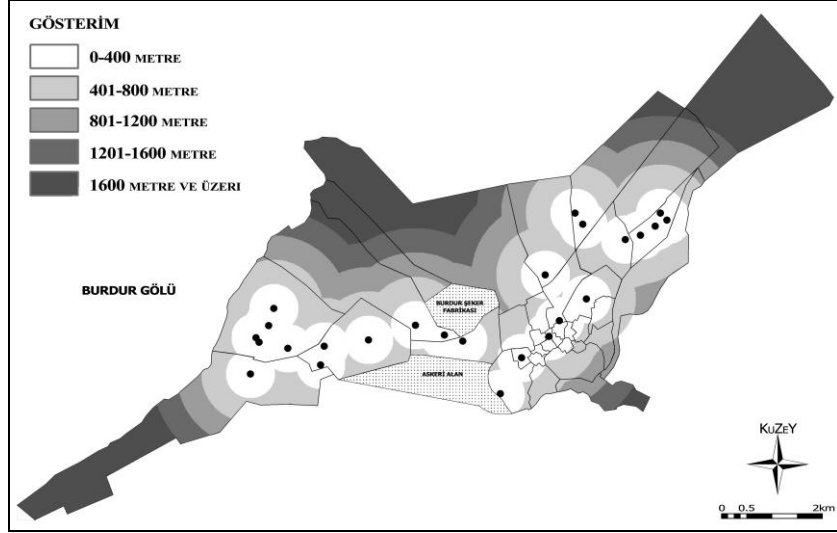 GÖSTERİM
0-400 METRE
401-800 METRE
801-1200 METRE
1201-1600 METRE
1600 METRE VE ÜZERİ
BURDUR GÖLÜ
BURDUR ŞEKER
FABRİKASI
ASKERİ ALAN
KuZeY
0 0.5 2km